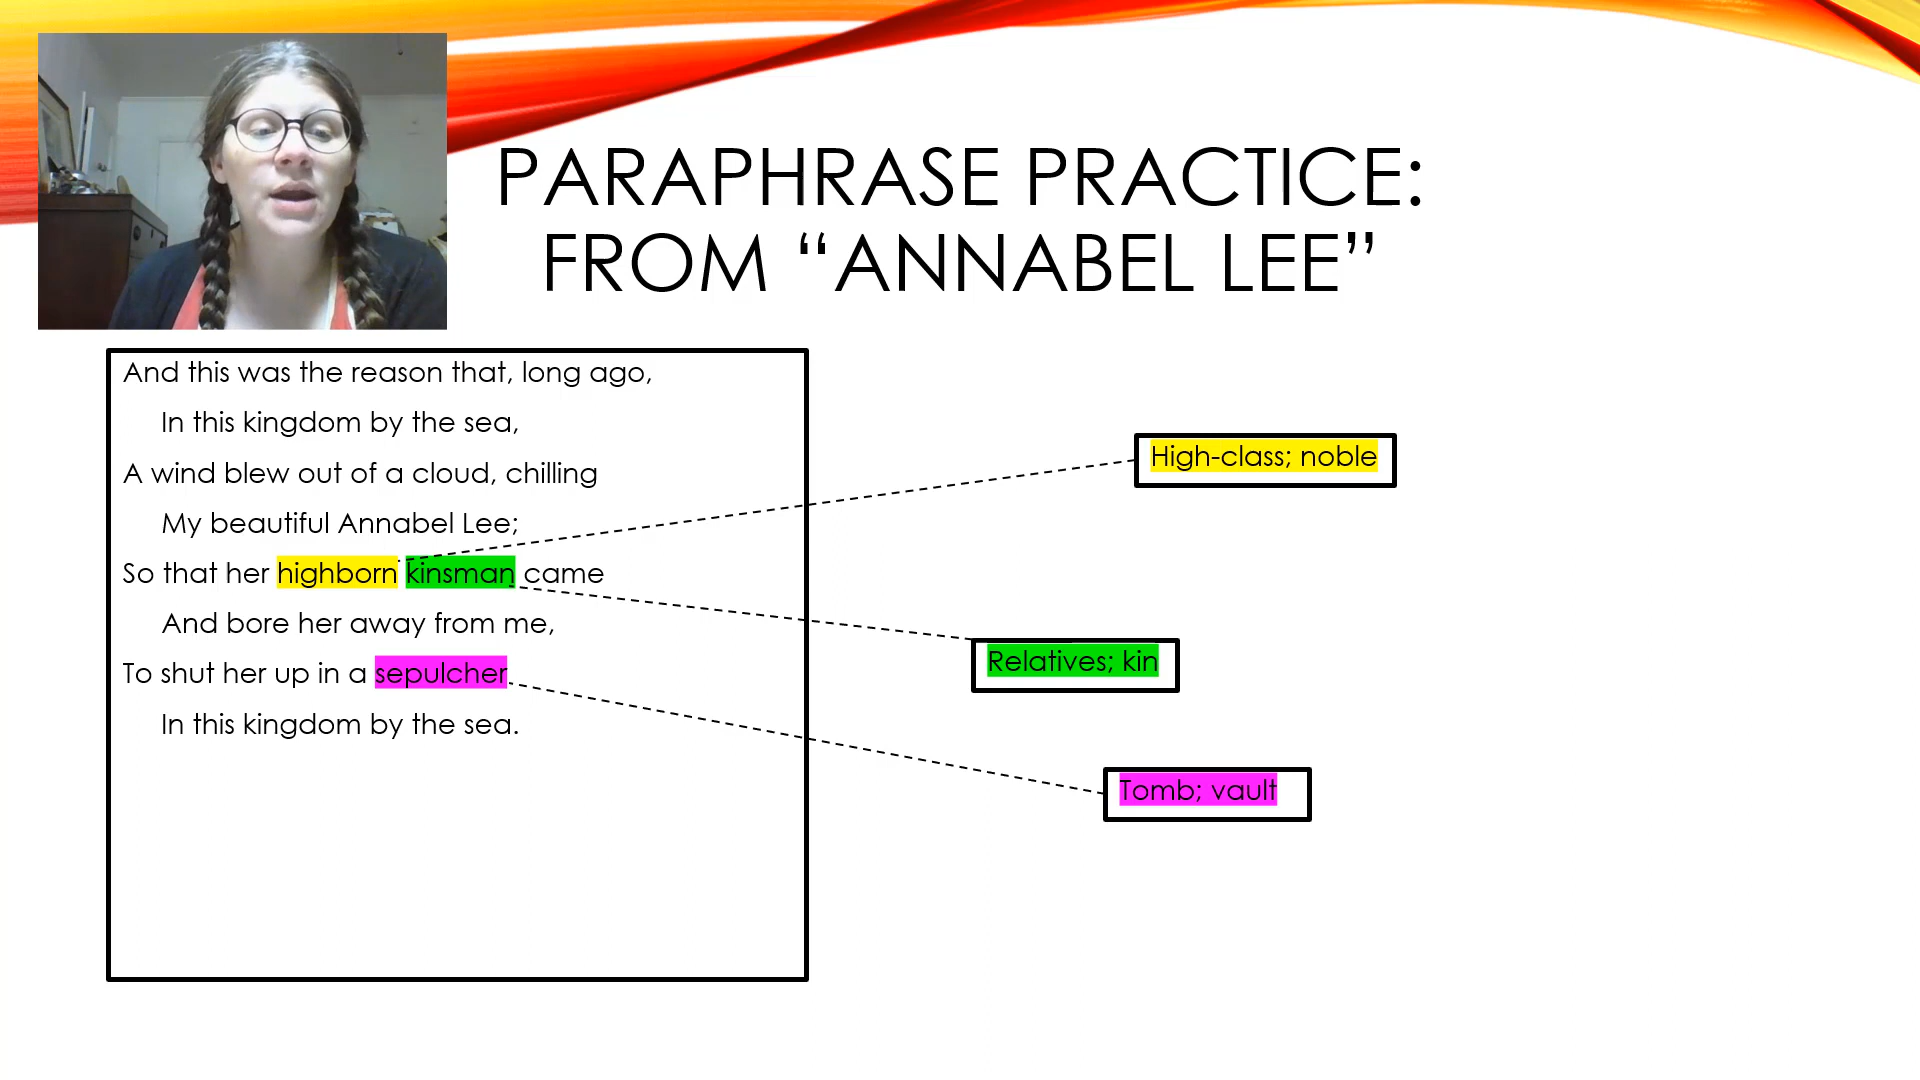 PARAPHRASE PRACTICE:
FROM “ANNABEL LEE”
And this was the reason that, long ago,
In this kingdom by the sea,
A wind blew out of a cloud, chilling
My beautiful Annabel Lee;
So that her highborn kinsman came
And bore her away from me,
To shut her up in a sepulcher
In this kingdom by the sea.
High-class; noble
Relatives; kin
Tomb; vault